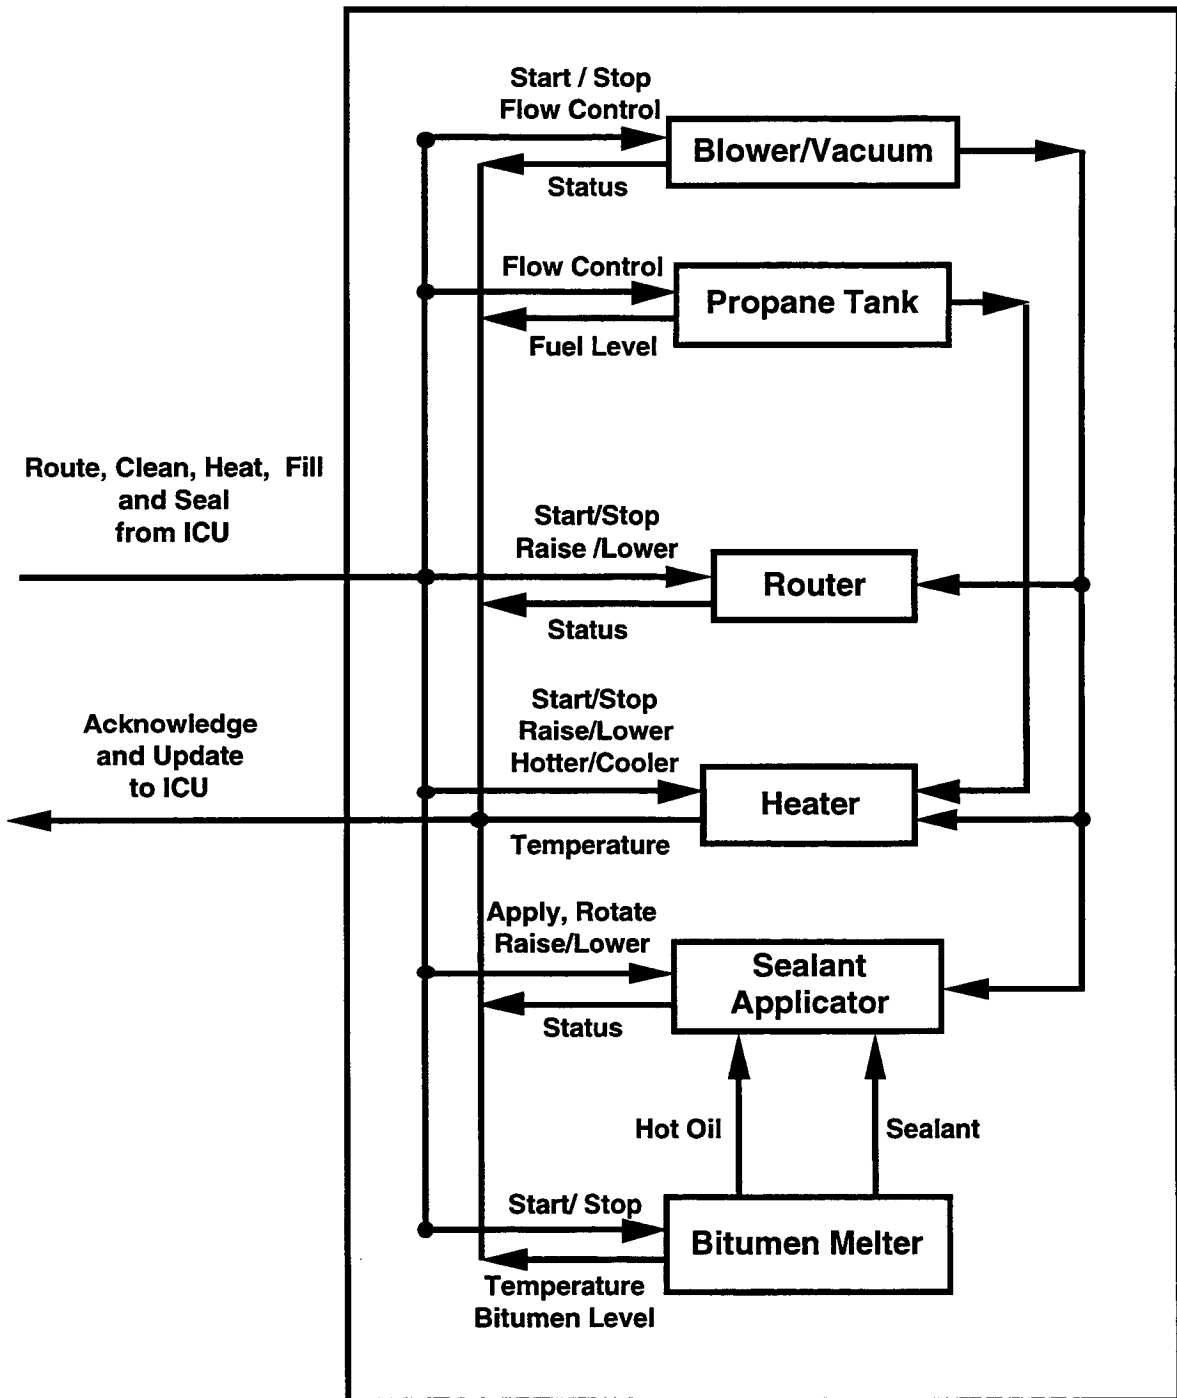 Start / Stop
Flow Control
Blower/Vacuum
Status
Flow Control
Propane Tank
Fuel Level
Route, Clean, Heat, Fill
and Seal
from ICU
Start/Stop
Raise /Lower
Router
Status
Acknowledge
and Update
to ICU
Start/Stop
Raise/Lower
Hotter/Cooler
Heater
Temperature
Apply, Rotate
Raise/Lower
Sealant
Applicator
Status
Hot Oil
Sealant
Start/ Stop
Bitumen Melter
Temperature
Bitumen Level